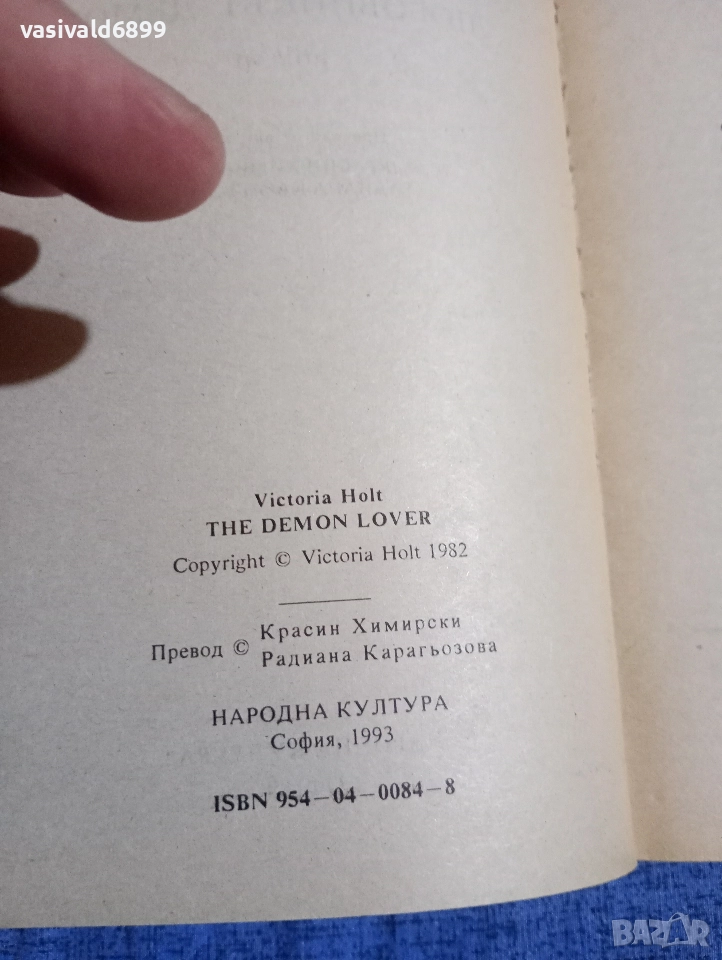 vasivald6899
Victoria Holt
THE DEMON LOVER
Copyright © Victoria Holt 1982
Превод © Красин Химирски
Радиана Карагьозова
НАРОДНА КУЛТУРА
София, 1993
ISBN 954—04—0084—8
BAZAR